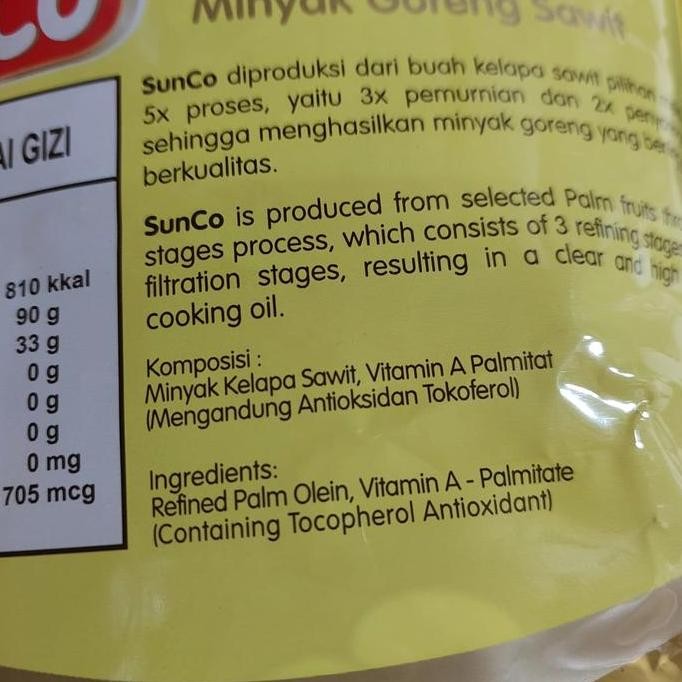 Co
Minyak Goreng Sawit
SunCo diproduksi dari buah kelapa sawit pilihan
5x proses, yaitu 3x pemurnian dan 2x
sehingga menghasilkan minyak goreng yang
berkualitas.
SunCo is produced from selected Palm fruits
stages process, which consists of 3 refining stages
filtration stages, resulting in a clear and high
cooking oil.
Komposisi :
Minyak Kelapa Sawit, Vitamin A Palmitat
(Mengandung Antioksidan Tokoferol)
Ingredients:
Refined Palm Olein, Vitamin A - Palmitate
(Containing Tocopherol Antioxidant)
AI GIZI
810 kkal
90 g
33 g
0 g
0 g
0 g
0 mg
705 mcg